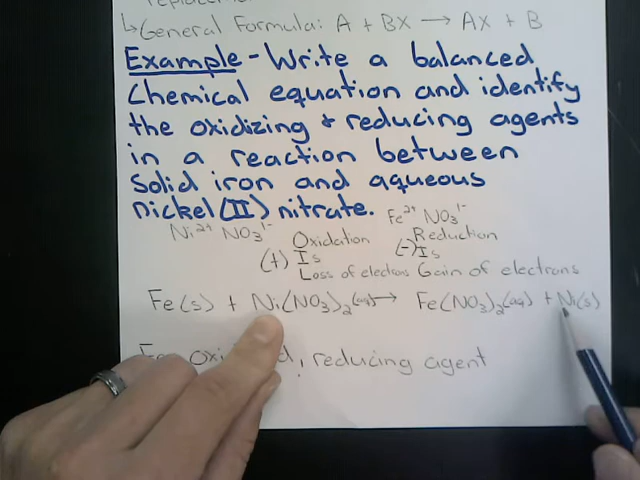 ↳General Formula: A + BX → AX + B
Example - Write a balanced
chemical equation and identify
the oxidizing & reducing agents
in a reaction between
solid iron and aqueous
nickel (II) nitrate.
Ni²⁺ NO₃¹⁻ Fe²⁺ NO₃¹⁻
Oxidation Reduction
(+) Is (-) Is
Loss of electrons Gain of electrons
Fe(s) + Ni(NO₃)₂(aq) → Fe(NO₃)₂(aq) + Ni(s)
, reducing agent